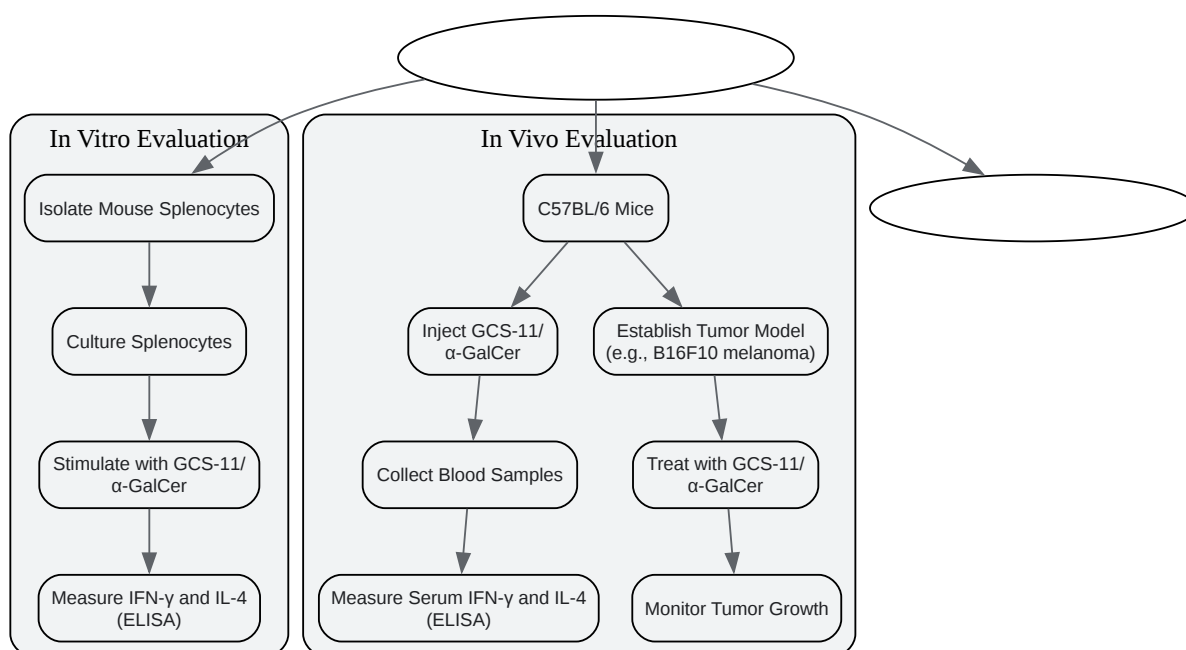 In Vitro Evaluation
Isolate Mouse Splenocytes
Culture Splenocytes
Stimulate with GCS-11/
α-GalCer
Measure IFN-γ and IL-4
(ELISA)
In Vivo Evaluation
C57BL/6 Mice
Inject GCS-11/
α-GalCer
Collect Blood Samples
Measure Serum IFN-γ and IL-4
(ELISA)
Establish Tumor Model
(e.g., B16F10 melanoma)
Treat with GCS-11/
α-GalCer
Monitor Tumor Growth